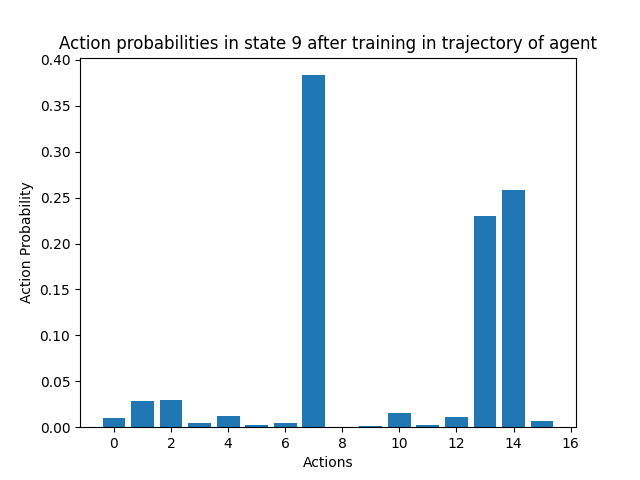 Action probabilities in state 9 after training in trajectory of agent
0.40
0.35
0.30
0.25
0.20
0.15
0.10
0.05
0.00
Action Probability
0 2 4 6 8 10 12 14 16
Actions